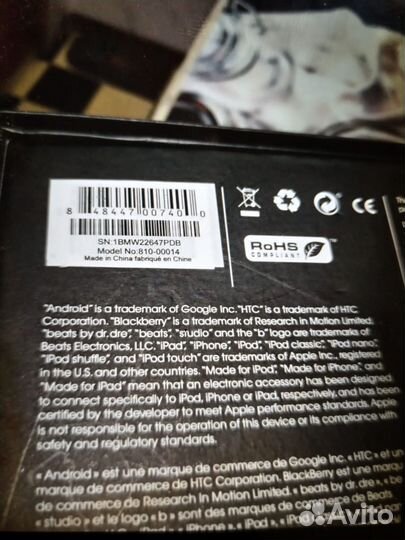 8 48447 00740 0
SN:1BMW22647PDB
Model No:810-00014
Made in China fabriqué en Chine
CE
RoHS
COMPLIANT
"Android" is a trademark of Google Inc. "HTC" is a trademark of HTC
Corporation. "Blackberry" is a trademark of Research in Motion Limited.
"beats by dr. dre", "beats", "studio" and the "b" logo are trademarks of
Beats Electronics, LLC. "iPad", "iPhone", "iPod", "iPod classic", "iPod nano",
"iPod shuffle", and "iPod touch" are trademarks of Apple Inc., registered
in the U.S. and other countries. "Made for iPod", "Made for iPhone", and
"Made for iPad" mean that an electronic accessory has been designed
to connect specifically to iPod, iPhone or iPad, respectively, and has been
certified by the developer to meet Apple performance standards. Apple
is not responsible for the operation of this device or its compliance with
safety and regulatory standards.
« Android » est une marque de commerce de Google Inc. « HTC » et un
de commerce de HTC Corporation. « BlackBerry » est une marque
de commerce de Research in Motion Limited. « beats by dr. dre »,
« studio » et le logo « b » sont des marques de commerce de Beats
« iPhone », « iPod »,
Avito